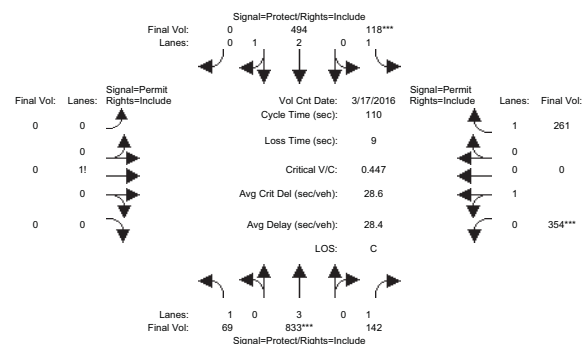 Signal=Protect/Rights=Include
Final Vol: 0 494 118***
Lanes: 0 1 2 0 1
Signal=Permit Signal=Permit
Final Vol: Lanes: Rights=Include Vol Cnt Date: 3/17/2016 Rights=Include Lanes: Final Vol:
Cycle Time (sec): 110
0 0 1 261
Loss Time (sec): 9
0 0
0 1! Critical V/C: 0.447 0 0
0 Avg Crit Del (sec/veh): 28.6 1
0 0 Avg Delay (sec/veh): 28.4 0 354***
LOS: C
Lanes: 1 0 3 0 1
Final Vol: 69 833*** 142
Signal=Protect/Rights=Include